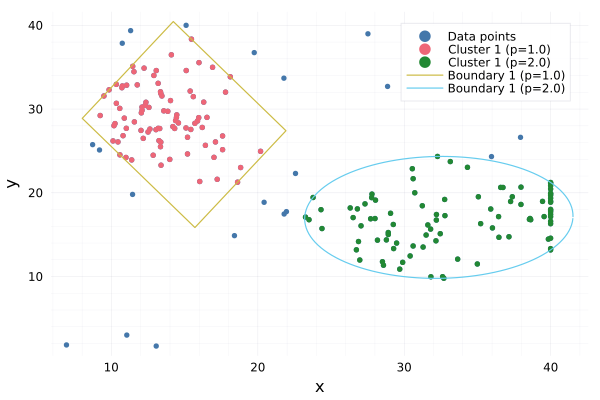 40
30
20
10
y
10
20
30
40
x
Data points
Cluster 1 (p=1.0)
Cluster 1 (p=2.0)
Boundary 1 (p=1.0)
Boundary 1 (p=2.0)